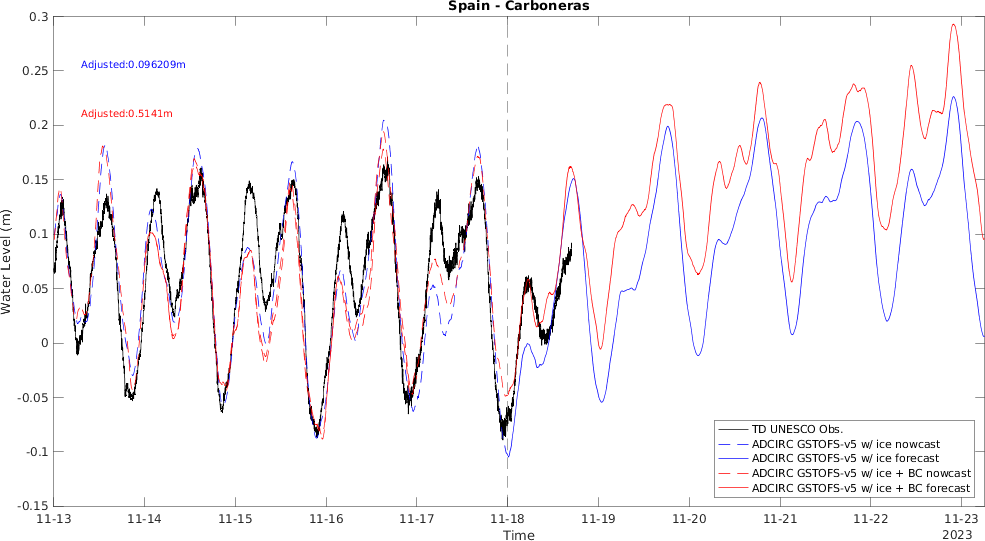 Spain - Carboneras
0.3
0.25
0.2
0.15
0.1
0.05
0
-0.05
-0.1
-0.15
Water Level (m)
Adjusted:0.096209m
Adjusted:0.5141m
TD UNESCO Obs.
ADCIRC GSTOFS-v5 w/ ice nowcast
ADCIRC GSTOFS-v5 w/ ice forecast
ADCIRC GSTOFS-v5 w/ ice + BC nowcast
ADCIRC GSTOFS-v5 w/ ice + BC forecast
11-13 11-14 11-15 11-16 11-17 11-18 11-19 11-20 11-21 11-22 11-23
Time
2023